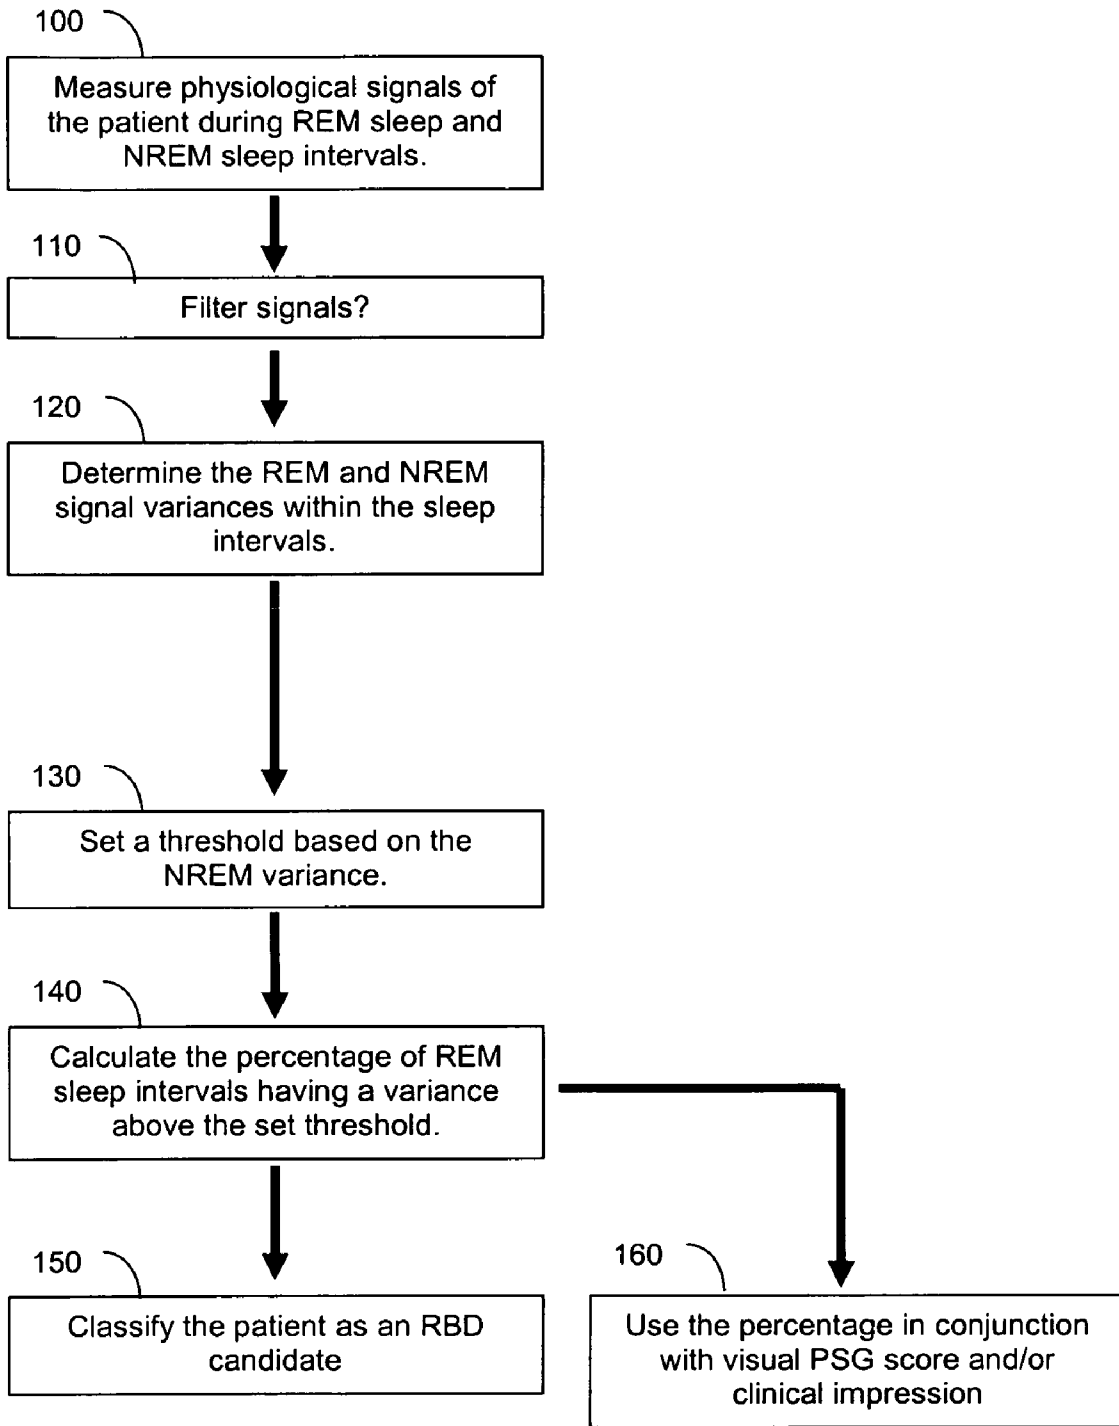 100
Measure physiological signals of
the patient during REM sleep and
NREM sleep intervals.
110
Filter signals?
120
Determine the REM and NREM
signal variances within the sleep
intervals.
130
Set a threshold based on the
NREM variance.
140
Calculate the percentage of REM
sleep intervals having a variance
above the set threshold.
150
Classify the patient as an RBD
candidate
160
Use the percentage in conjunction
with visual PSG score and/or
clinical impression